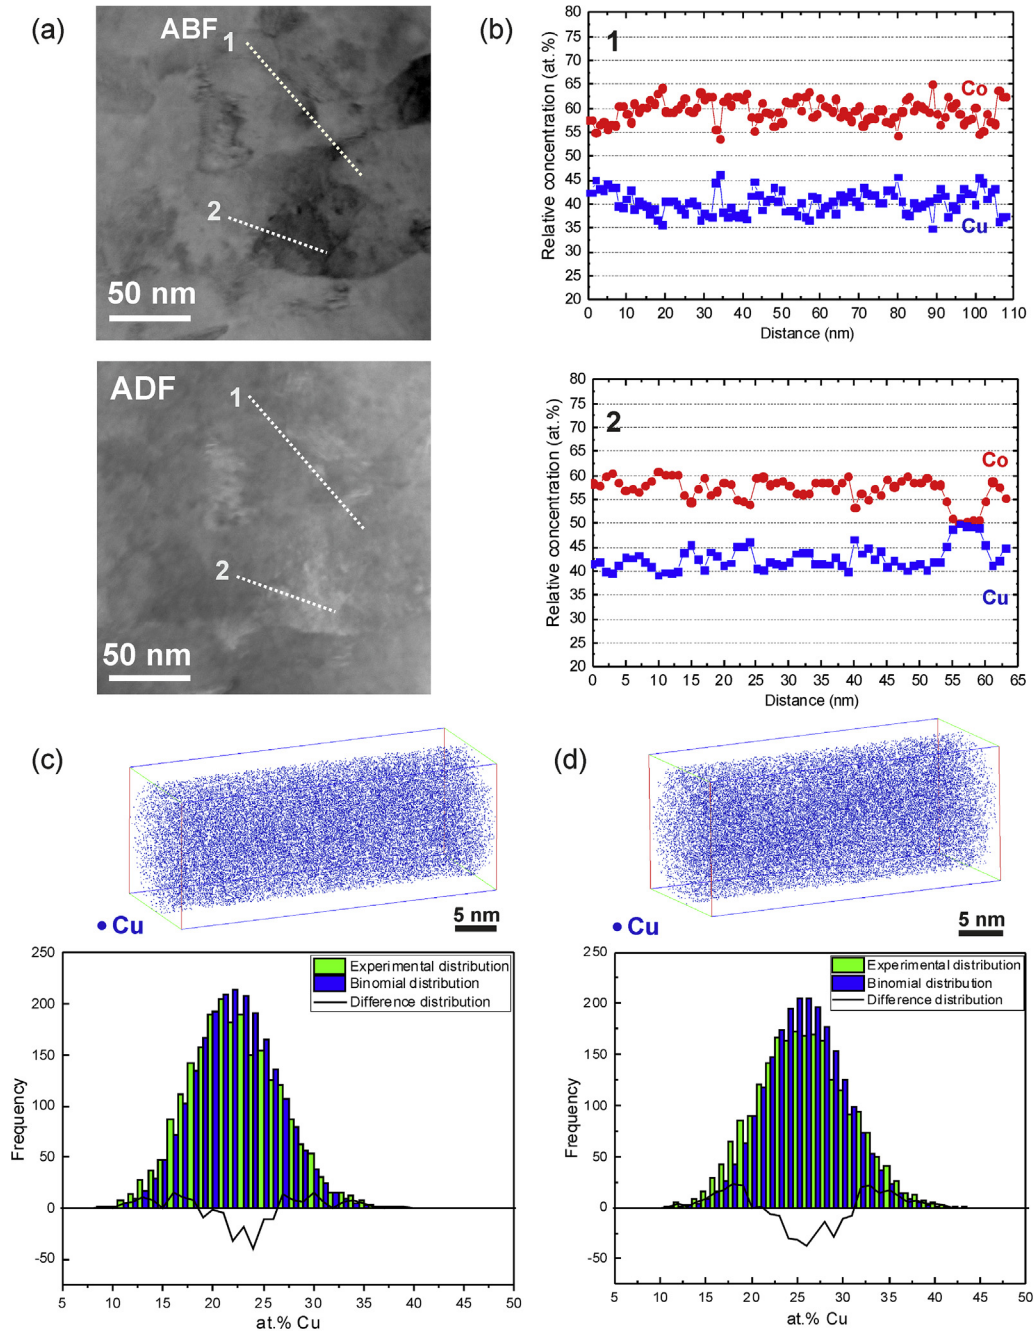 (a)
ABF
1
2
50 nm
ADF
1
2
50 nm
(b)
80
75
70
65
60
55
50
45
40
35
30
25
20
Relative concentration (at.%)
1
Co
Cu
0 10 20 30 40 50 60 70 80 90 100 110
Distance (nm)
80
75
70
65
60
55
50
45
40
35
30
25
20
Relative concentration (at.%)
2
Co
Cu
0 5 10 15 20 25 30 35 40 45 50 55 60 65
Distance (nm)
(c)
• Cu
5 nm
250
200
150
100
50
0
-50
Frequency
Experimental distribution
Binomial distribution
Difference distribution
5 10 15 20 25 30 35 40 45 50
at.% Cu
(d)
• Cu
5 nm
250
200
150
100
50
0
-50
Frequency
Experimental distribution
Binomial distribution
Difference distribution
5 10 15 20 25 30 35 40 45 50
at.% Cu